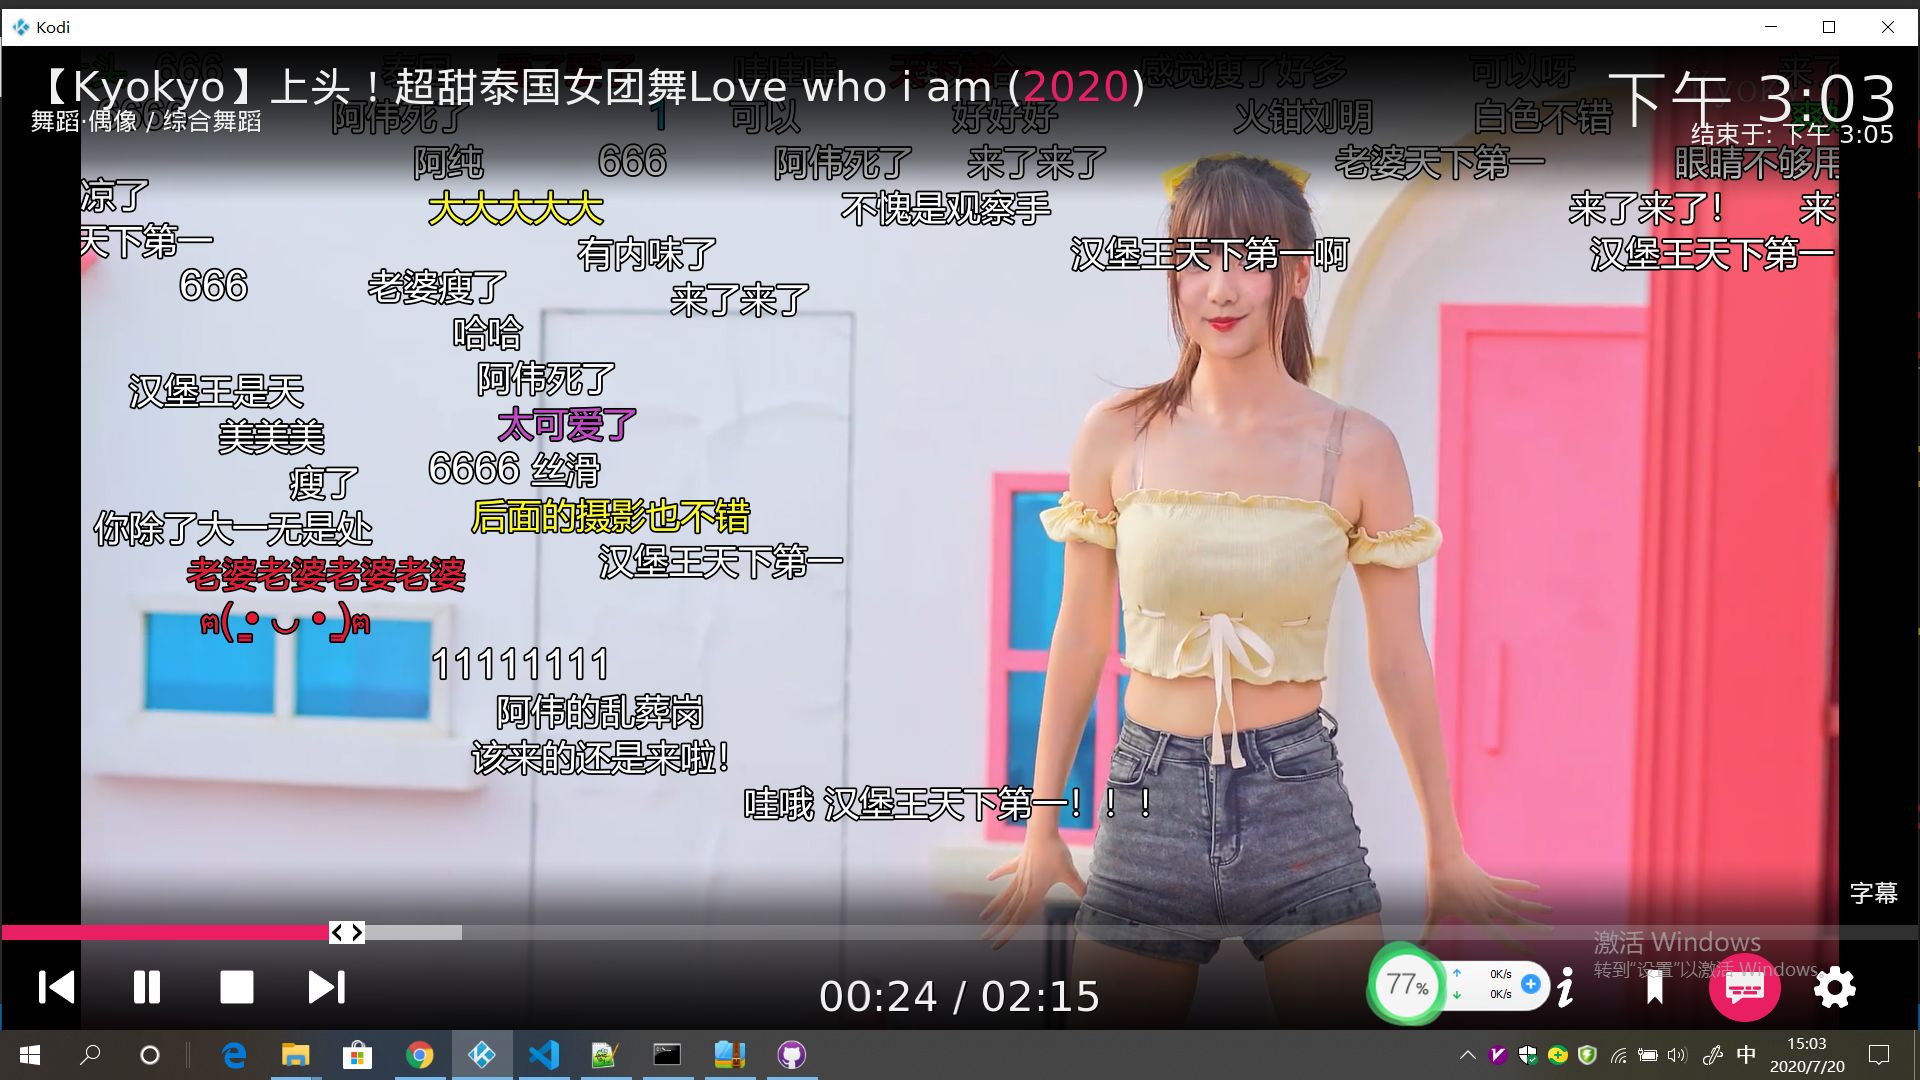 Kodi
【Kyokyo】上头！超甜泰国女团舞Love who i am (2020)
下午 3:03
舞蹈·偶像 / 综合舞蹈
结束于: 下午 3:05
666
感觉瘦了好多
可以呀
阿伟死了
1
可以
好好好
火钳刘明
白色不错
阿纯
666
阿伟死了
来了来了
老婆天下第一
眼睛不够用
凉了
大大大大大
不愧是观察手
来了来了！
来
天下第一
有内味了
汉堡王天下第一啊
汉堡王天下第一
666
老婆瘦了
来了来了
哈哈
阿伟死了
汉堡王是天
太可爱了
美美美
6666 丝滑
瘦了
后面的摄影也不错
你除了大一无是处
汉堡王天下第一
老婆老婆老婆老婆
11111111
阿伟的乱葬岗
该来的还是来啦！
哇哦 汉堡王天下第一！！！
字幕
激活 Windows
转到“设置”以激活 Windows。
00:24 / 02:15
77%
0K/s
0K/s
中
15:03
2020/7/20